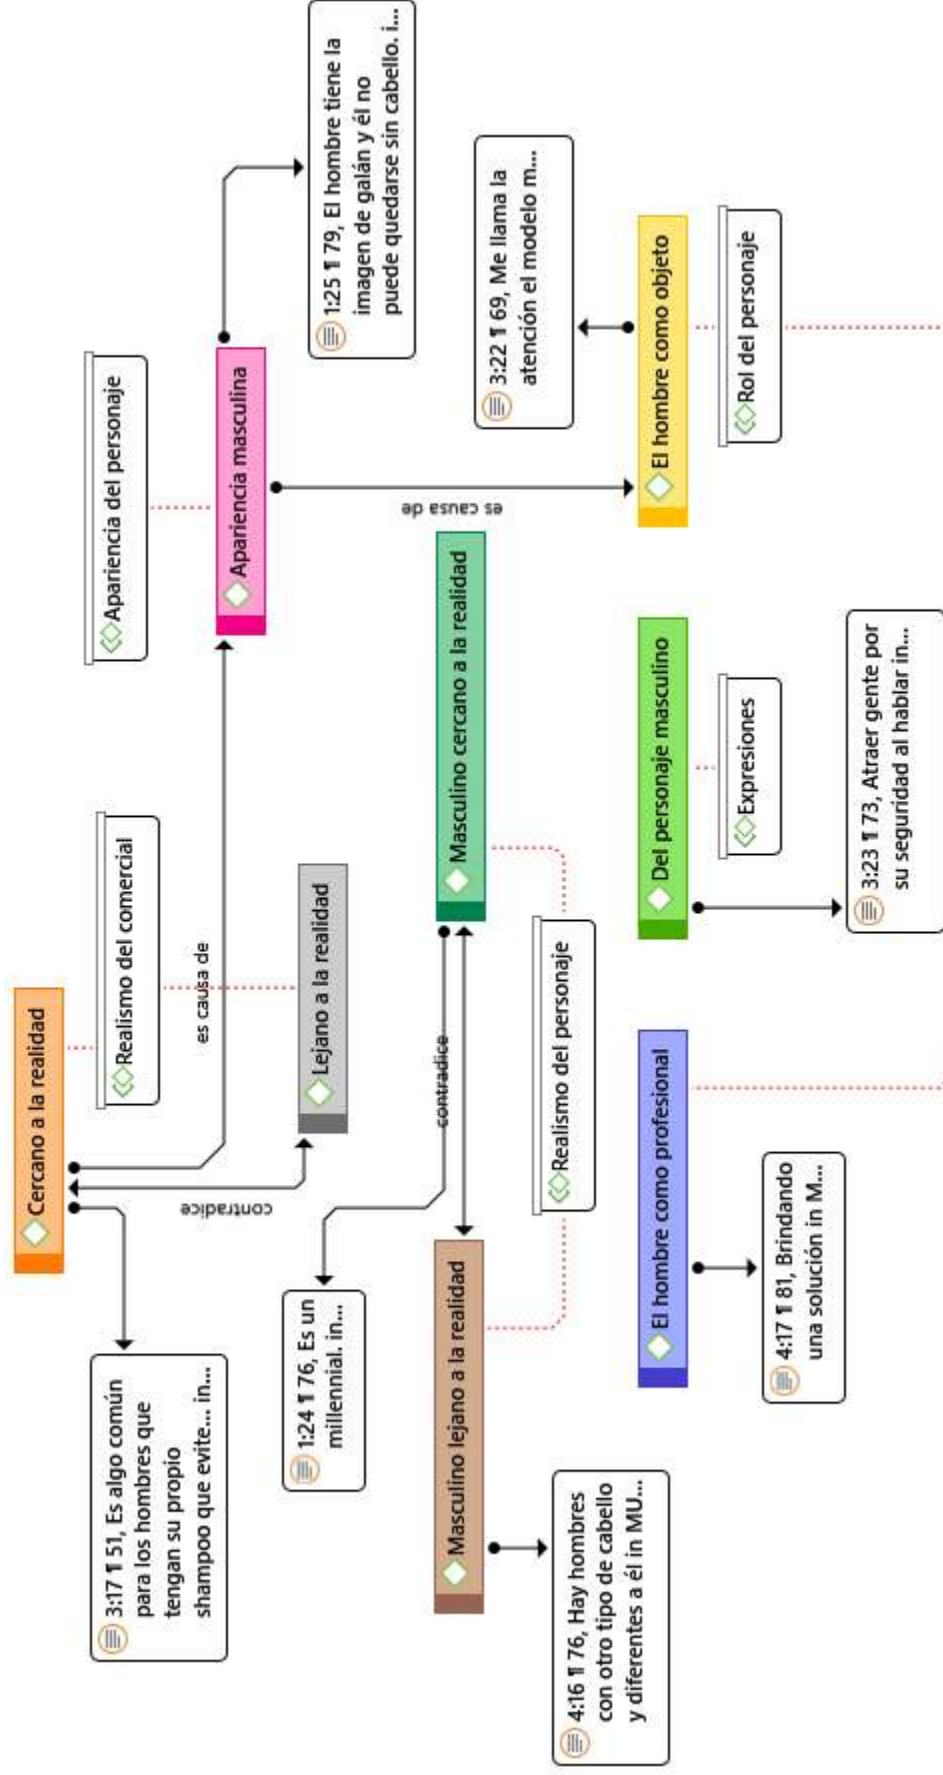 Cercano a la realidad
3:17 ¶ 51, Es algo común
para los hombres que
tengan su propio
shampoo que evite... in...
Realismo del comercial
Apariencia del personaje
contradice
es causa de
Apariencia masculina
Lejano a la realidad
1:25 ¶ 79, El hombre tiene la
imagen de galán y él no
puede quedarse sin cabello. i...
1:24 ¶ 76, Es un
millennial. in...
contradice
es causa de
Masculino lejano a la realidad
Masculino cercano a la realidad
3:22 ¶ 69, Me llama la
atención el modelo m...
4:16 ¶ 76, Hay hombres
con otro tipo de cabello
y diferentes a él in MU...
Realismo del personaje
El hombre como profesional
Del personaje masculino
El hombre como objeto
4:17 ¶ 81, Brindando
una solución in M...
Expresiones
Rol del personaje
3:23 ¶ 73, Atraer gente por
su seguridad al hablar in...